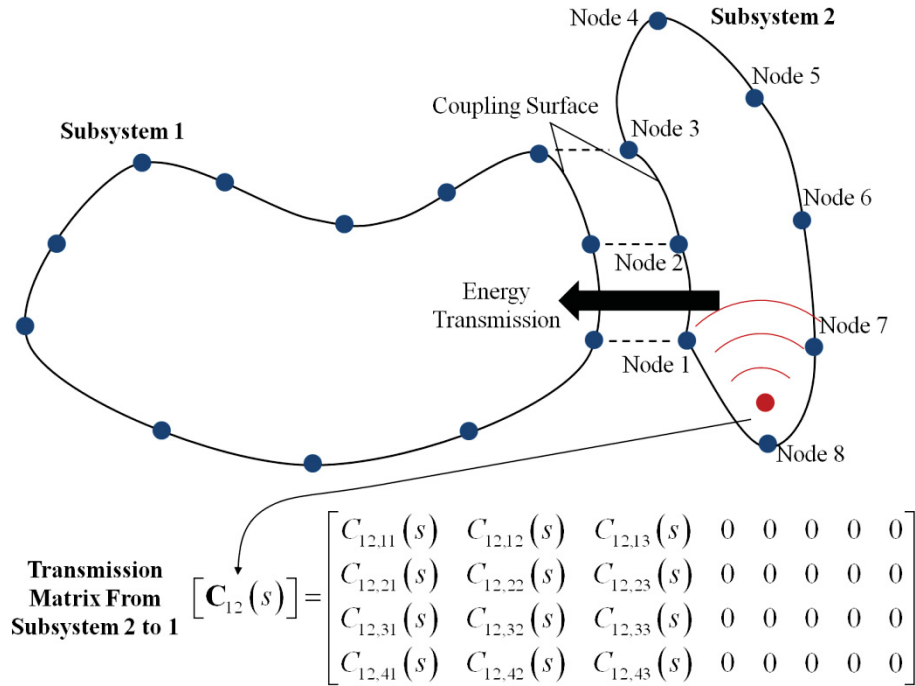 Node 4
Subsystem 2
Node 5
Coupling Surface
Subsystem 1
Node 3
Node 6
Node 2
Energy
Transmission
Node 7
Node 1
Node 8
Transmission
Matrix From
Subsystem 2 to 1
[C₁₂(s)] =
C₁₂,₁₁(s) C₁₂,₁₂(s) C₁₂,₁₃(s) 0 0 0 0 0
C₁₂,₂₁(s) C₁₂,₂₂(s) C₁₂,₂₃(s) 0 0 0 0 0
C₁₂,₃₁(s) C₁₂,₃₂(s) C₁₂,₃₃(s) 0 0 0 0 0
C₁₂,₄₁(s) C₁₂,₄₂(s) C₁₂,₄₃(s) 0 0 0 0 0